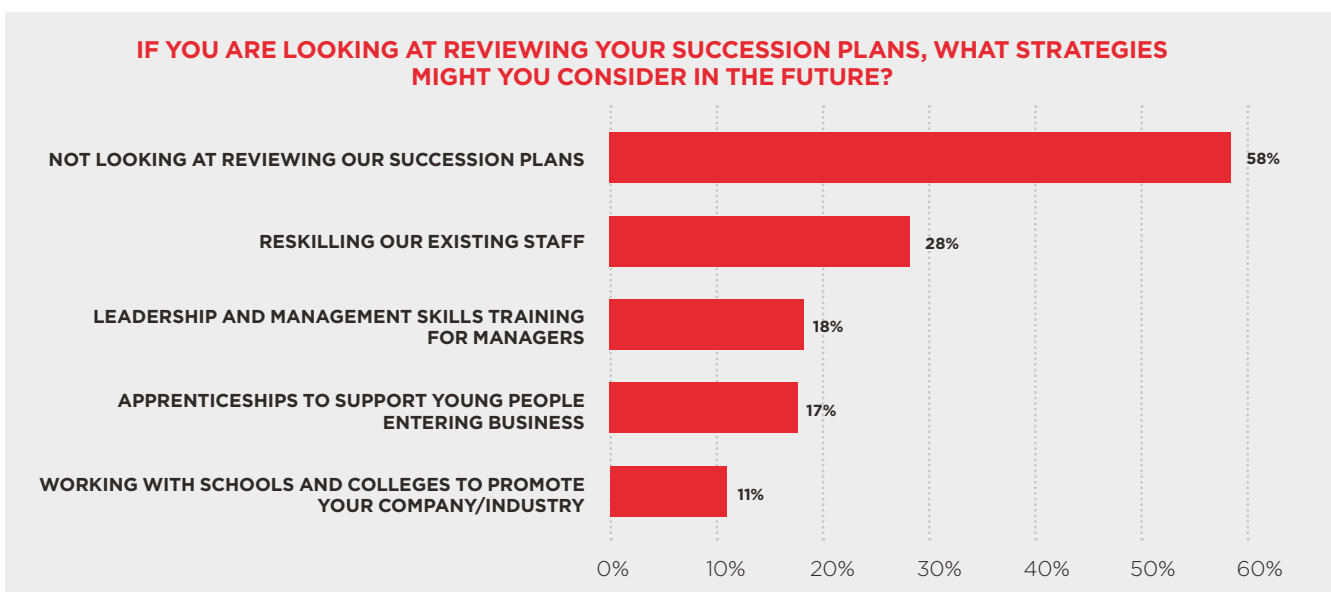 IF YOU ARE LOOKING AT REVIEWING YOUR SUCCESSION PLANS, WHAT STRATEGIES
MIGHT YOU CONSIDER IN THE FUTURE?
NOT LOOKING AT REVIEWING OUR SUCCESSION PLANS
58%
RESKILLING OUR EXISTING STAFF
28%
LEADERSHIP AND MANAGEMENT SKILLS TRAINING
FOR MANAGERS
18%
APPRENTICESHIPS TO SUPPORT YOUNG PEOPLE
ENTERING BUSINESS
17%
WORKING WITH SCHOOLS AND COLLEGES TO PROMOTE
YOUR COMPANY/INDUSTRY
11%
0% 10% 20% 30% 40% 50% 60%